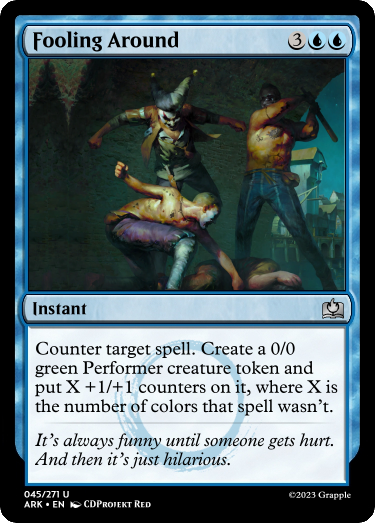 Fooling Around 3
Instant
Counter target spell. Create a 0/0
green Performer creature token and
put X +1/+1 counters on it, where X is
the number of colors that spell wasn't.
It's always funny until someone gets hurt.
And then it's just hilarious.
045/271 U
ARK • EN CDProjekt Red
©2023 Grapple